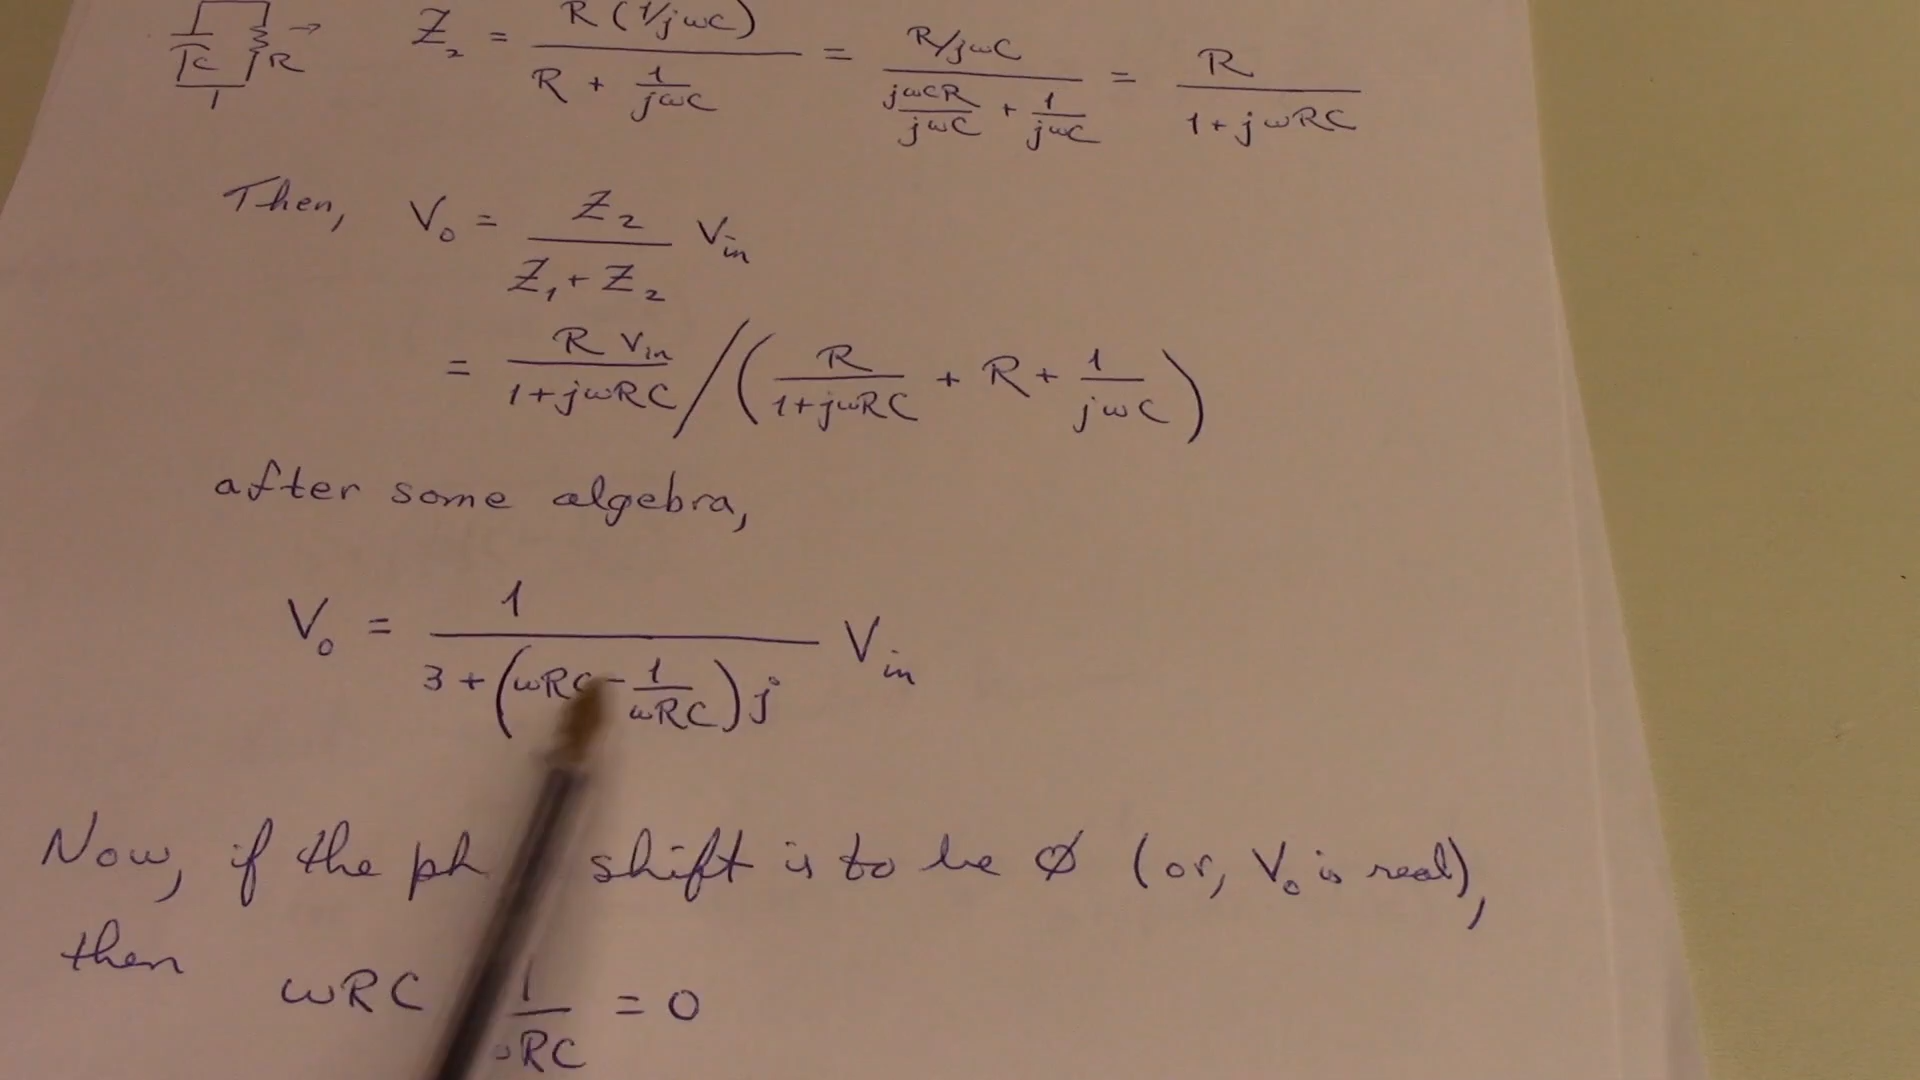 C R → Z₂ = R(1/jωC) / (R + 1/jωC) = (R/jωC) / (jωCR/jωC + 1/jωC) = R / (1 + jωRC)
Then, V₀ = Z₂ / (Z₁ + Z₂) Vin
= R Vin / (1+jωRC) / (R/(1+jωRC) + R + 1/jωC)
after some algebra,
V₀ = 1 / (3 + (ωRC - 1/ωRC)j) Vin
Now, if the shift is to be Ø (or, V₀ is real),
then
ωRC 1/ωRC = 0